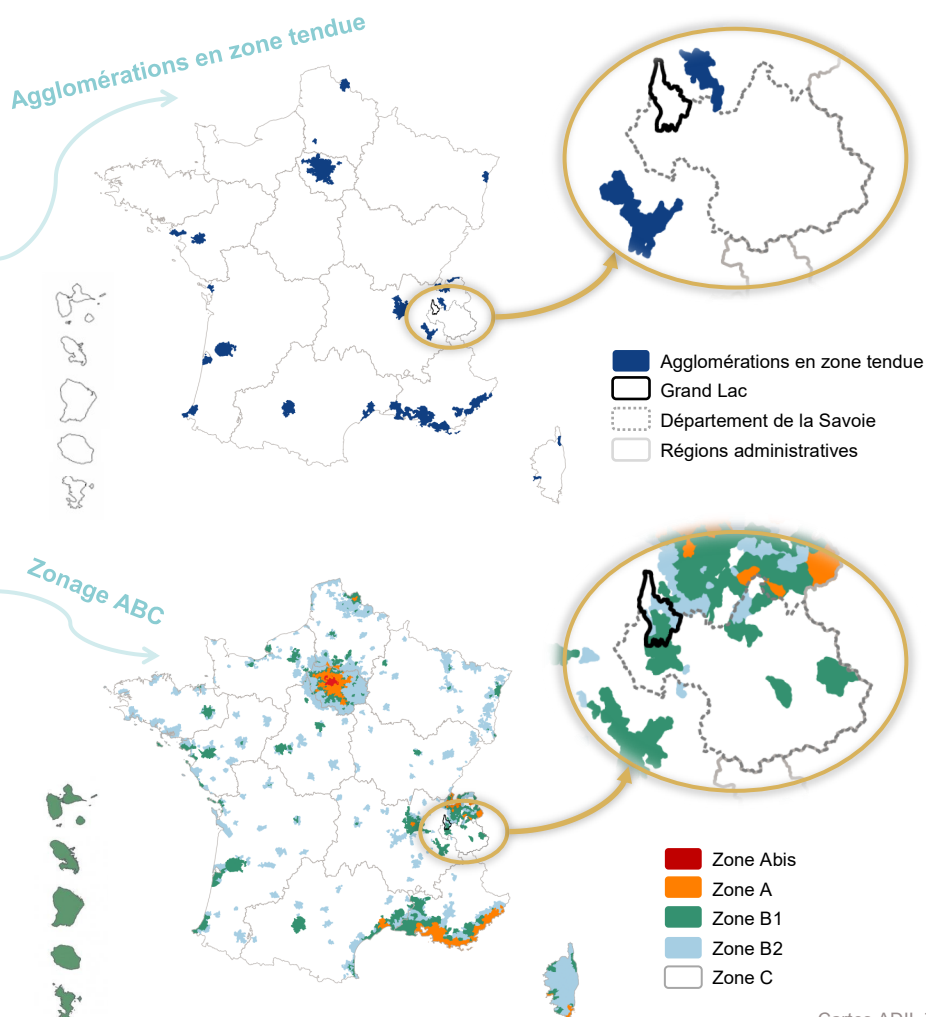 Agglomérations en zone tendue
Agglomérations en zone tendue
Grand Lac
Département de la Savoie
Régions administratives
Zonage ABC
Zone Abis
Zone A
Zone B1
Zone B2
Zone C